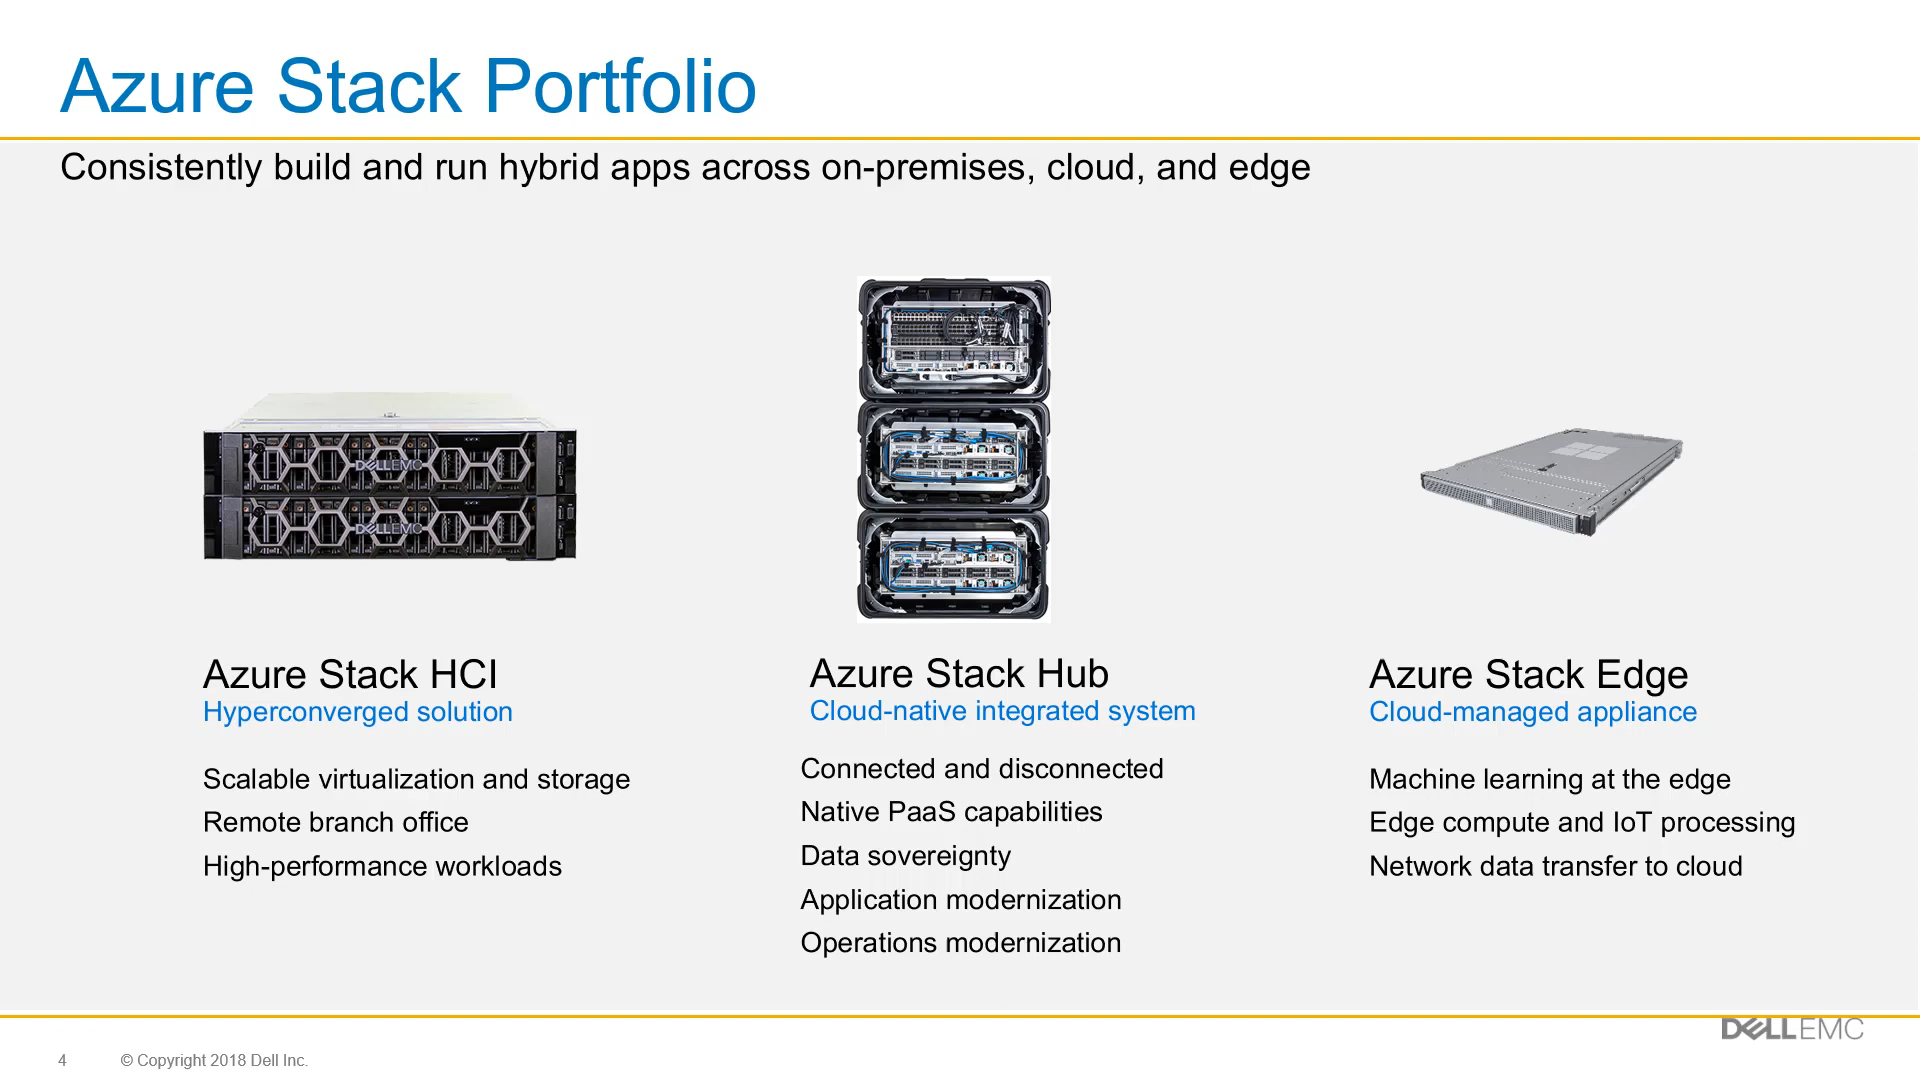 Azure Stack Portfolio
Consistently build and run hybrid apps across on-premises, cloud, and edge
DELLEMC
DELLEMC
Azure Stack HCI
Hyperconverged solution
Scalable virtualization and storage
Remote branch office
High-performance workloads
Azure Stack Hub
Cloud-native integrated system
Connected and disconnected
Native PaaS capabilities
Data sovereignty
Application modernization
Operations modernization
Azure Stack Edge
Cloud-managed appliance
Machine learning at the edge
Edge compute and IoT processing
Network data transfer to cloud
DELLEMC
4 © Copyright 2018 Dell Inc.